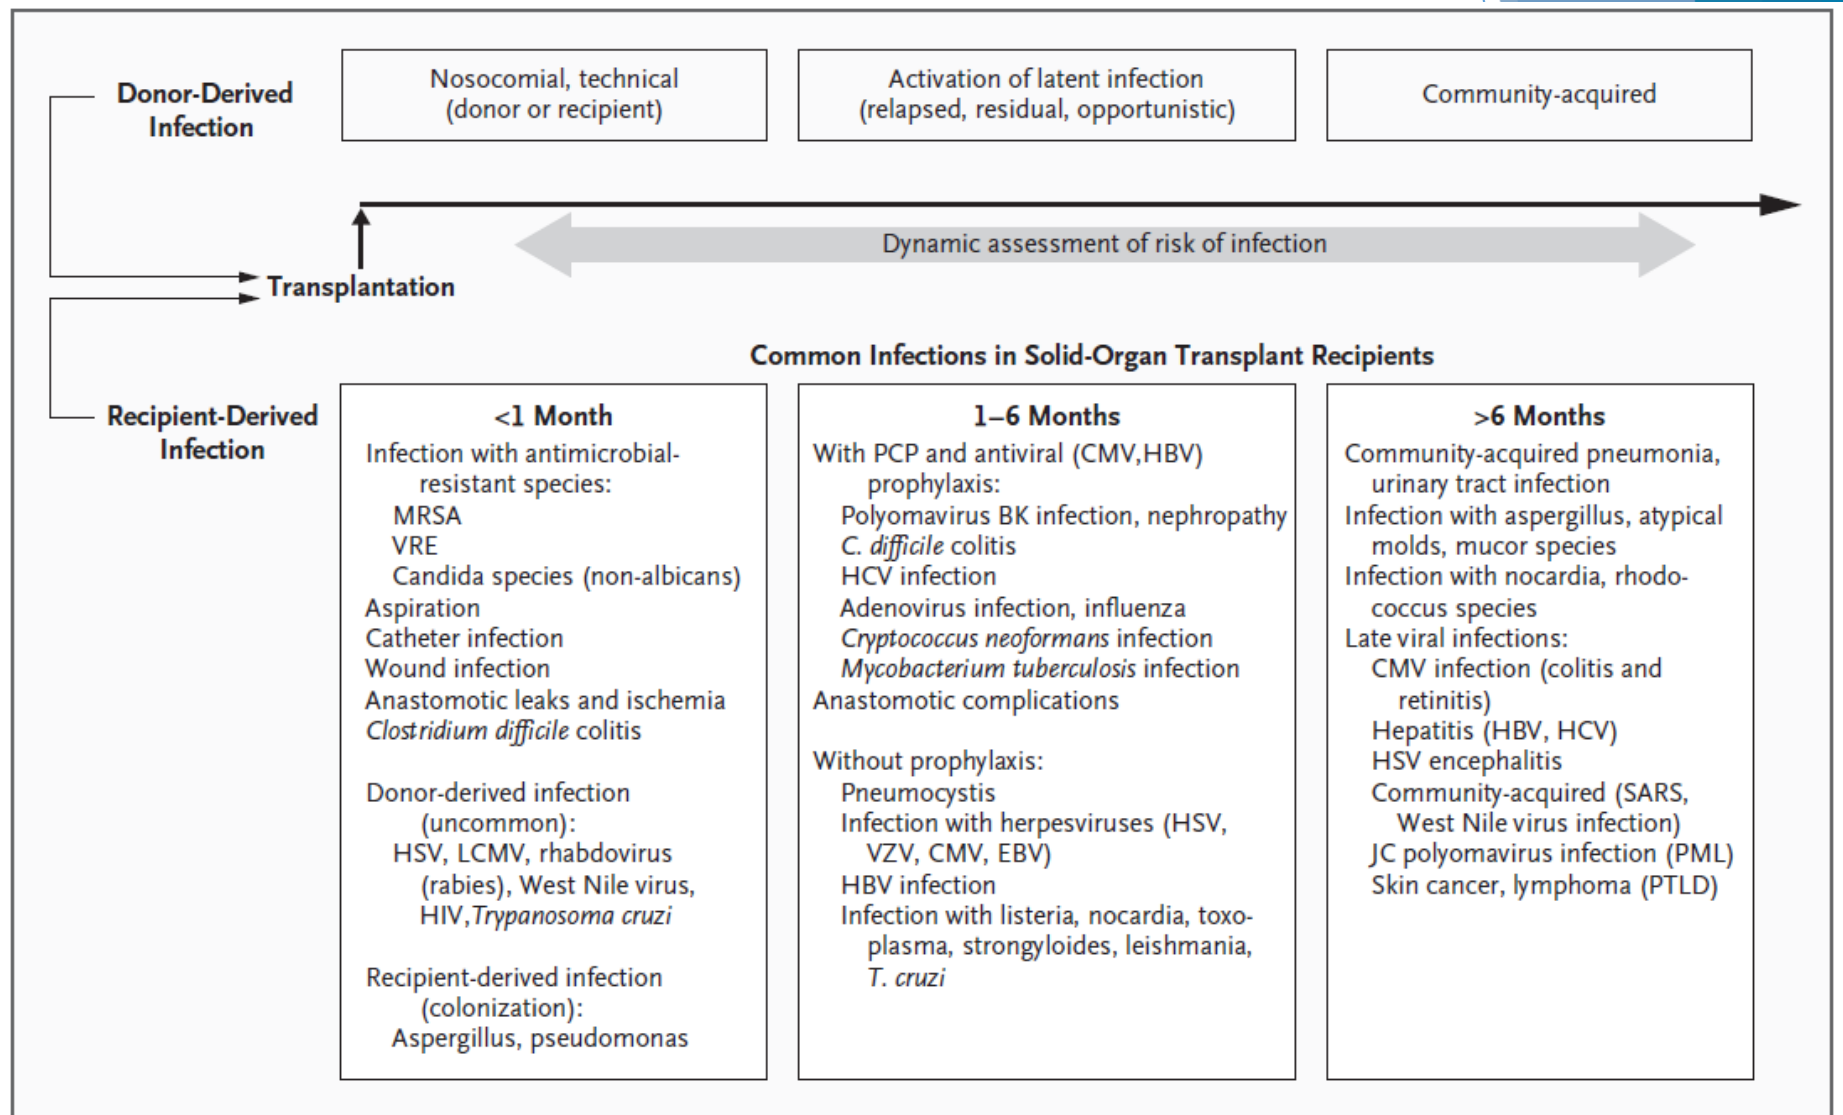 Donor-Derived
Infection
Nosocomial, technical
(donor or recipient)
Activation of latent infection
(relapsed, residual, opportunistic)
Community-acquired
Dynamic assessment of risk of infection
Transplantation
Common Infections in Solid-Organ Transplant Recipients
Recipient-Derived
Infection
<1 Month
Infection with antimicrobial-
resistant species:
MRSA
VRE
Candida species (non-albicans)
Aspiration
Catheter infection
Wound infection
Anastomotic leaks and ischemia
Clostridium difficile colitis
Donor-derived infection
(uncommon):
HSV, LCMV, rhabdovirus
(rabies), West Nile virus,
HIV,Trypanosoma cruzi
Recipient-derived infection
(colonization):
Aspergillus, pseudomonas
1–6 Months
With PCP and antiviral (CMV,HBV)
prophylaxis:
Polyomavirus BK infection, nephropathy
C. difficile colitis
HCV infection
Adenovirus infection, influenza
Cryptococcus neoformans infection
Mycobacterium tuberculosis infection
Anastomotic complications
Without prophylaxis:
Pneumocystis
Infection with herpesviruses (HSV,
VZV, CMV, EBV)
HBV infection
Infection with listeria, nocardia, toxo-
plasma, strongyloides, leishmania,
T. cruzi
>6 Months
Community-acquired pneumonia,
urinary tract infection
Infection with aspergillus, atypical
molds, mucor species
Infection with nocardia, rhodo-
coccus species
Late viral infections:
CMV infection (colitis and
retinitis)
Hepatitis (HBV, HCV)
HSV encephalitis
Community-acquired (SARS,
West Nile virus infection)
JC polyomavirus infection (PML)
Skin cancer, lymphoma (PTLD)